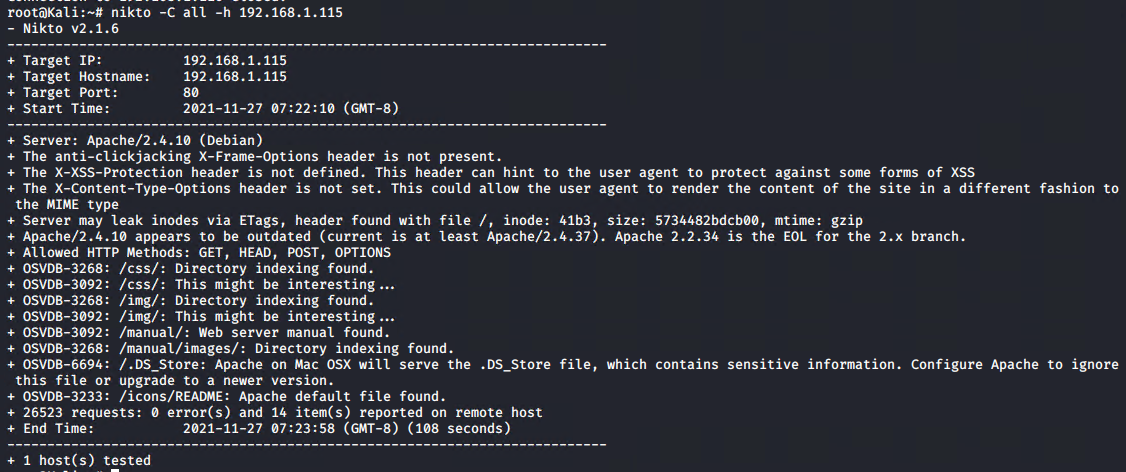 root@Kali:~# nikto -C all -h 192.168.1.115
- Nikto v2.1.6
---------------------------------------------------------------------------
+ Target IP:          192.168.1.115
+ Target Hostname:    192.168.1.115
+ Target Port:        80
+ Start Time:         2021-11-27 07:22:10 (GMT-8)
---------------------------------------------------------------------------
+ Server: Apache/2.4.10 (Debian)
+ The anti-clickjacking X-Frame-Options header is not present.
+ The X-XSS-Protection header is not defined. This header can hint to the user agent to protect against some forms of XSS
+ The X-Content-Type-Options header is not set. This could allow the user agent to render the content of the site in a different fashion to
the MIME type
+ Server may leak inodes via ETags, header found with file /, inode: 41b3, size: 5734482bdcb00, mtime: gzip
+ Apache/2.4.10 appears to be outdated (current is at least Apache/2.4.37). Apache 2.2.34 is the EOL for the 2.x branch.
+ Allowed HTTP Methods: GET, HEAD, POST, OPTIONS
+ OSVDB-3268: /css/: Directory indexing found.
+ OSVDB-3092: /css/: This might be interesting...
+ OSVDB-3268: /img/: Directory indexing found.
+ OSVDB-3092: /img/: This might be interesting...
+ OSVDB-3092: /manual/: Web server manual found.
+ OSVDB-3268: /manual/images/: Directory indexing found.
+ OSVDB-6694: /.DS_Store: Apache on Mac OSX will serve the .DS_Store file, which contains sensitive information. Configure Apache to ignore
this file or upgrade to a newer version.
+ OSVDB-3233: /icons/README: Apache default file found.
+ 26523 requests: 0 error(s) and 14 item(s) reported on remote host
+ End Time:           2021-11-27 07:23:58 (GMT-8) (108 seconds)
---------------------------------------------------------------------------
+ 1 host(s) tested